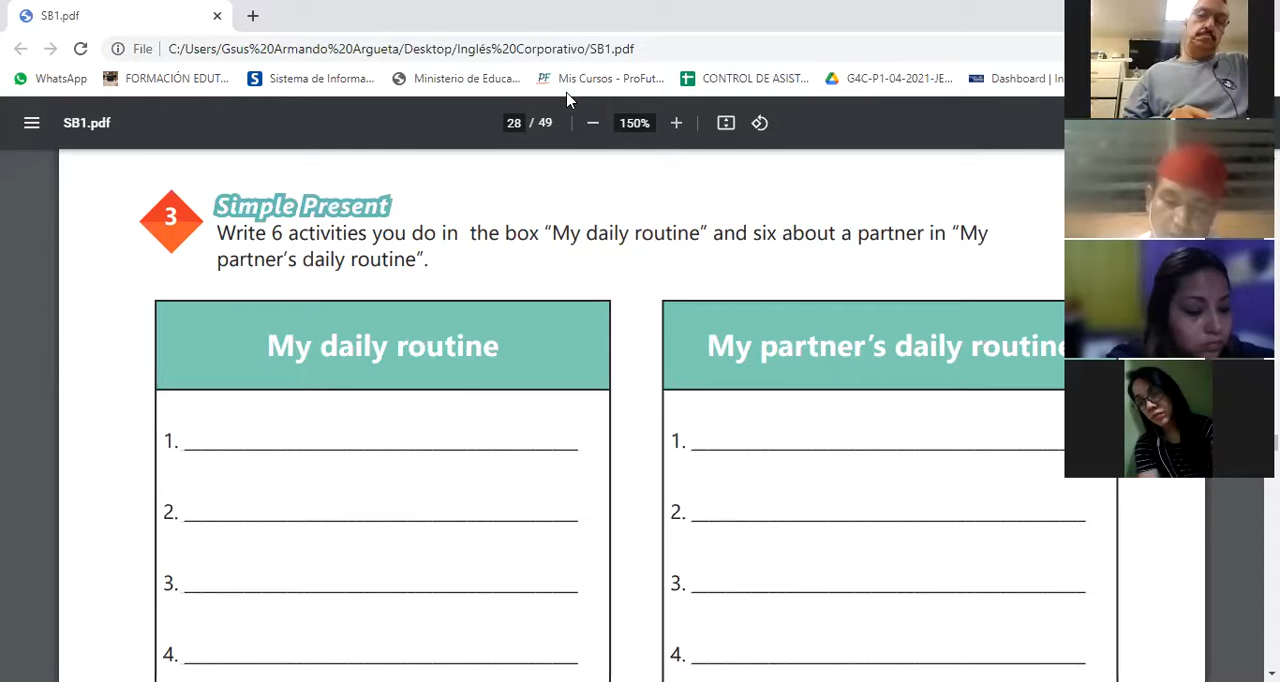 SB1.pdf
File C:/Users/Gsus%20Armando%20Argueta/Desktop/Inglés%20Corporativo/SB1.pdf
WhatsApp FORMACIÓN EDUT... Sistema de Informa... Ministerio de Educa... PF Mis Cursos - ProFut... CONTROL DE ASIST... G4C-P1-04-2021-JE... Dashboard | In
SB1.pdf 28 / 49 150%
3 Simple Present
Write 6 activities you do in the box “My daily routine” and six about a partner in “My
partner’s daily routine”.
My daily routine My partner’s daily routine
1. 1.
2. 2.
3. 3.
4. 4.